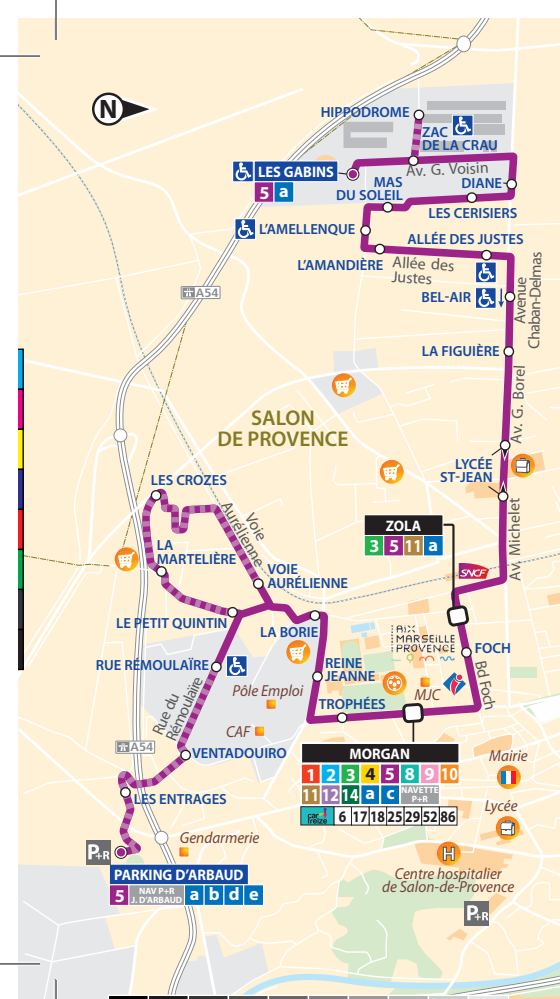 N
HIPPODROME
ZAC
DE LA CRAU
LES GABINS
5 a
Av. G. Voisin
MAS
DU SOLEIL
DIANE
LES CERISIERS
L'AMELLENQUE
ALLÉE DES JUSTES
L'AMANDIÈRE
Allée des
Justes
BEL-AIR
Avenue
Chaban-Delmas
A54
LA FIGUIÈRE
Av. G. Borel
SALON
DE PROVENCE
LYCÉE
ST-JEAN
LES CROZES
Voie
Aurélienne
ZOLA
3 5 11 a
Av. Michelet
SNCF
LA
MARTELIÈRE
VOIE
AURÉLIENNE
LE PETIT QUINTIN
LA BORIE
AIX
MARSEILLE
PROVENCE
FOCH
RUE RÉMOULAÏRE
REINE
JEANNE
Bd Foch
Pôle Emploi
MJC
TROPHÉES
Rue du
Rémoulaïre
CAF
A54
VENTADOUIRO
MORGAN
1 2 3 4 5 8 9 10
11 12 14 a c NAVETTE
P+R
car
treize 6 17 18 25 29 52 86
Mairie
LES ENTRAGES
Lycée
Gendarmerie
P+R
H
PARKING D'ARBAUD
5 NAV P+R
J. D'ARBAUD a b d e
Centre hospitalier
de Salon-de-Provence
P+R